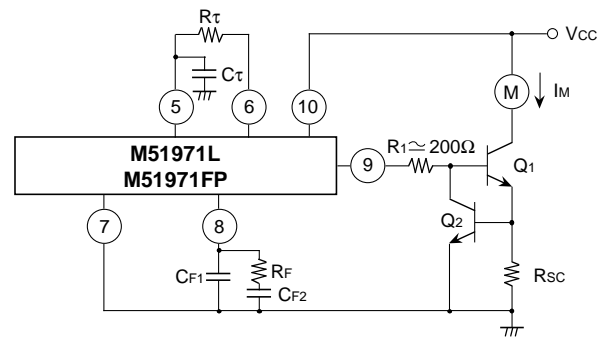 Rτ
VCC
Cτ
M
IM
5
6
10
M51971L
M51971FP
9
R1≃200Ω
Q1
Q2
7
8
CF1
RF
CF2
RSC